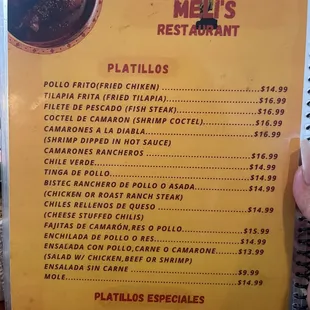 MELI'S
RESTAURANT
PLATILLOS
POLLO FRITO(FRIED CHIKEN) ...$14.99
TILAPIA FRITA (FRIED TILAPIA)...$16.99
FILETE DE PESCADO (FISH STEAK)...$16.99
COCTEL DE CAMARON (SHRIMP COCTEL)...$16.99
CAMARONES A LA DIABLA...$16.99
(SHRIMP DIPPED IN HOT SAUCE)
CAMARONES RANCHEROS ...$16.99
CHILE VERDE...$14.99
TINGA DE POLLO...$14.99
BISTEC RANCHERO DE POLLO O ASADA...$14.99
(CHICKEN OR ROAST RANCH STEAK)
CHILES RELLENOS DE QUESO ...$14.99
(CHEESE STUFFED CHILIS)
FAJITAS DE CAMARÓN,RES O POLLO...$15.99
ENCHILADA DE POLLO O RES...$14.99
ENSALADA CON POLLO,CARNE O CAMARONE...$13.99
(SALAD W/ CHICKEN,BEEF OR SHRIMP)
ENSALADA SIN CARNE ...$9.99
MOLE...$14.99
PLATILLOS ESPECIALES